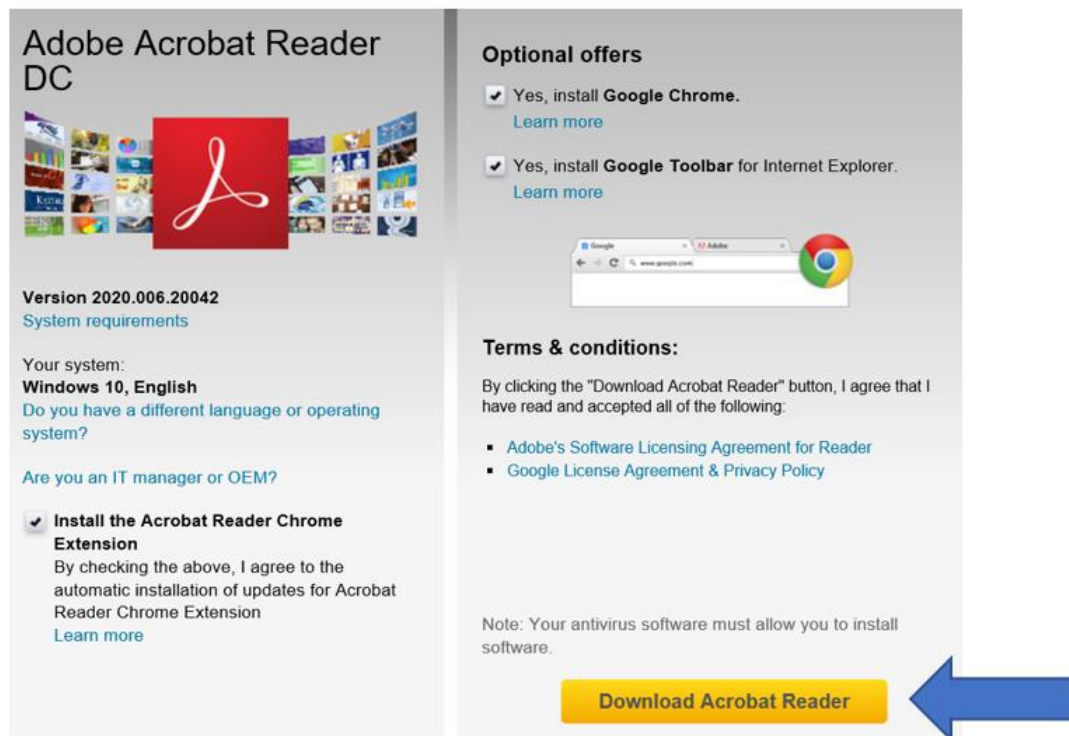 Adobe Acrobat Reader
DC
Version 2020.006.20042
System requirements
Your system:
Windows 10, English
Do you have a different language or operating
system?
Are you an IT manager or OEM?
Install the Acrobat Reader Chrome
Extension
By checking the above, I agree to the
automatic installation of updates for Acrobat
Reader Chrome Extension
Learn more
Optional offers
Yes, install Google Chrome.
Learn more
Yes, install Google Toolbar for Internet Explorer.
Learn more
Google
Adobe
www.google.com
Terms & conditions:
By clicking the "Download Acrobat Reader" button, I agree that I
have read and accepted all of the following:
Adobe's Software Licensing Agreement for Reader
Google License Agreement & Privacy Policy
Note: Your antivirus software must allow you to install
software.
Download Acrobat Reader